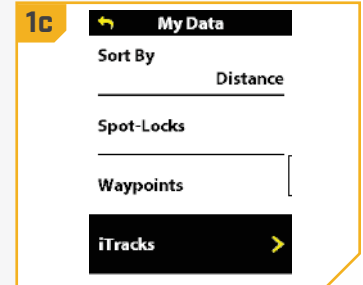 1c
My Data
Sort By
Distance
Spot-Locks
Waypoints
iTracks